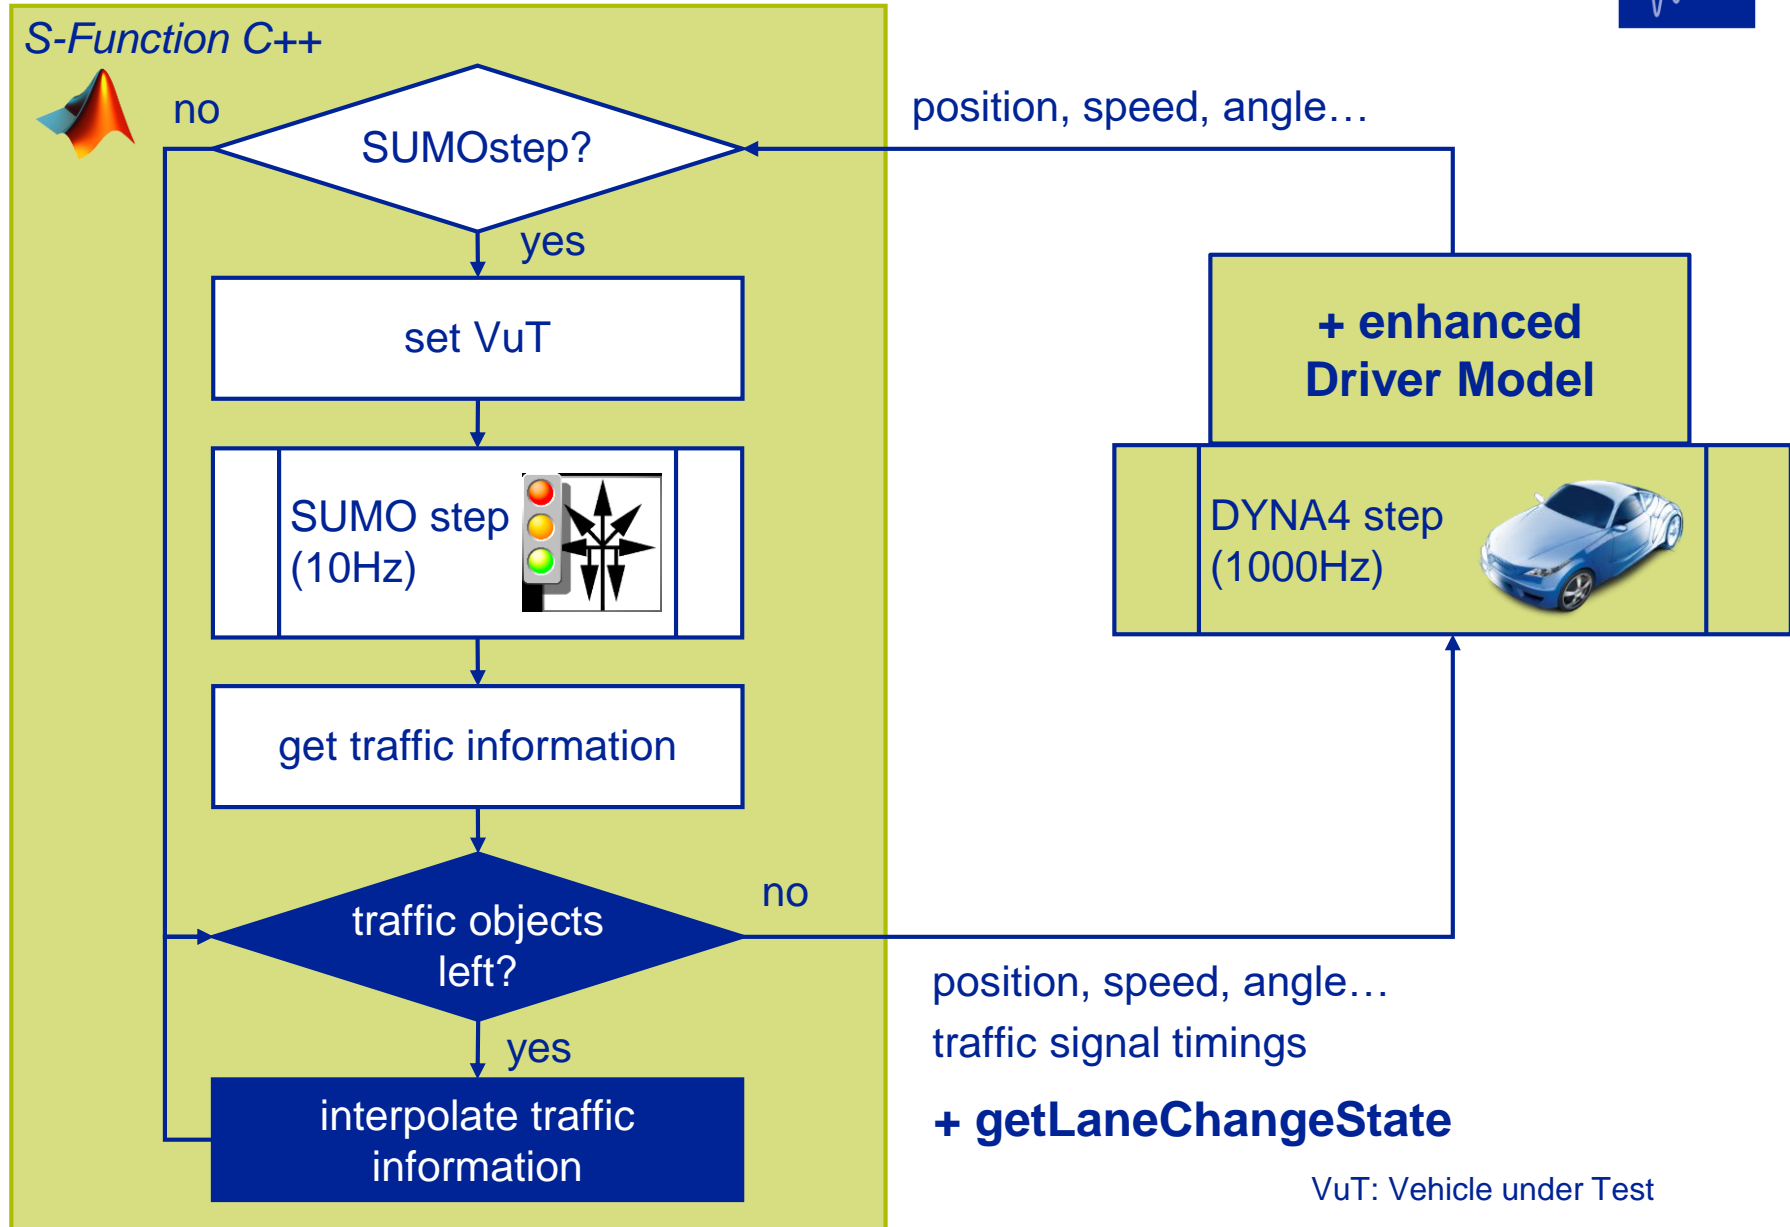 S-Function C++
no
SUMOstep?
position, speed, angle…
yes
set VuT
+ enhanced
Driver Model
SUMO step
(10Hz)
DYNA4 step
(1000Hz)
get traffic information
traffic objects
left?
no
position, speed, angle…
traffic signal timings
yes
+ getLaneChangeState
interpolate traffic
information
VuT: Vehicle under Test